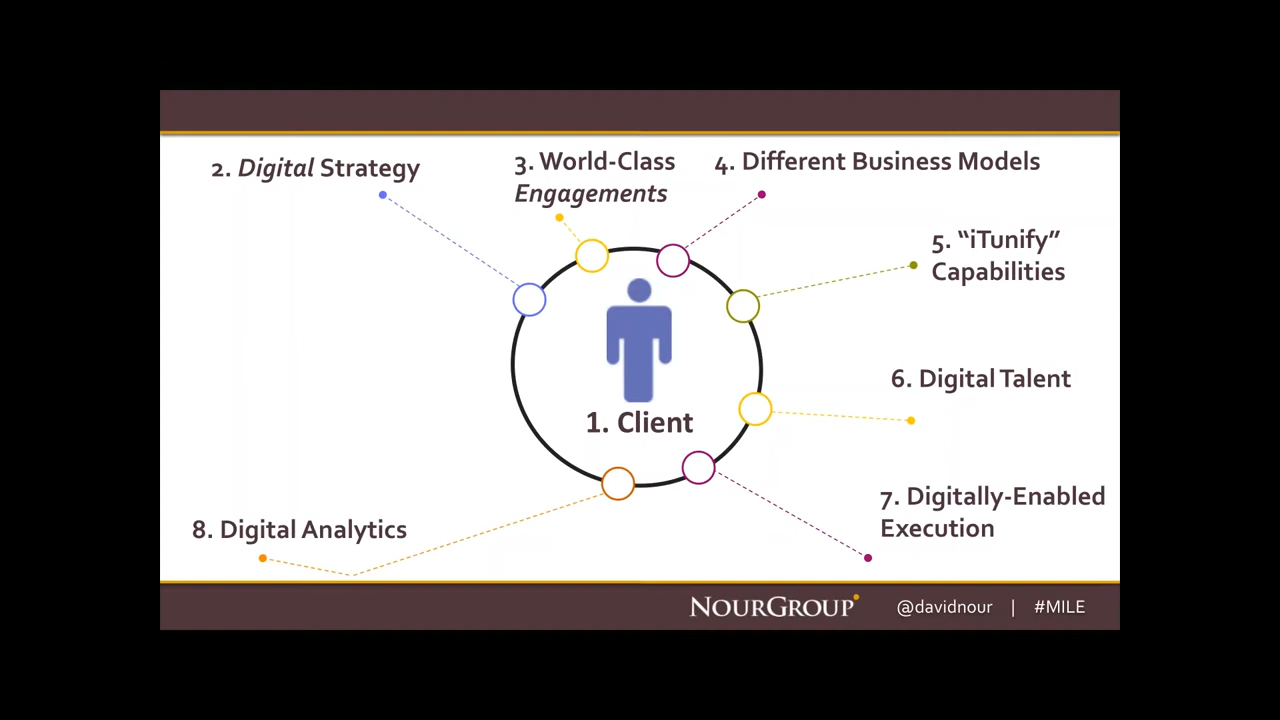 2. Digital Strategy
3. World-Class
Engagements
4. Different Business Models
5. “iTunify”
Capabilities
6. Digital Talent
1. Client
7. Digitally-Enabled
Execution
8. Digital Analytics
NOURGROUP
@davidnour | #MILE